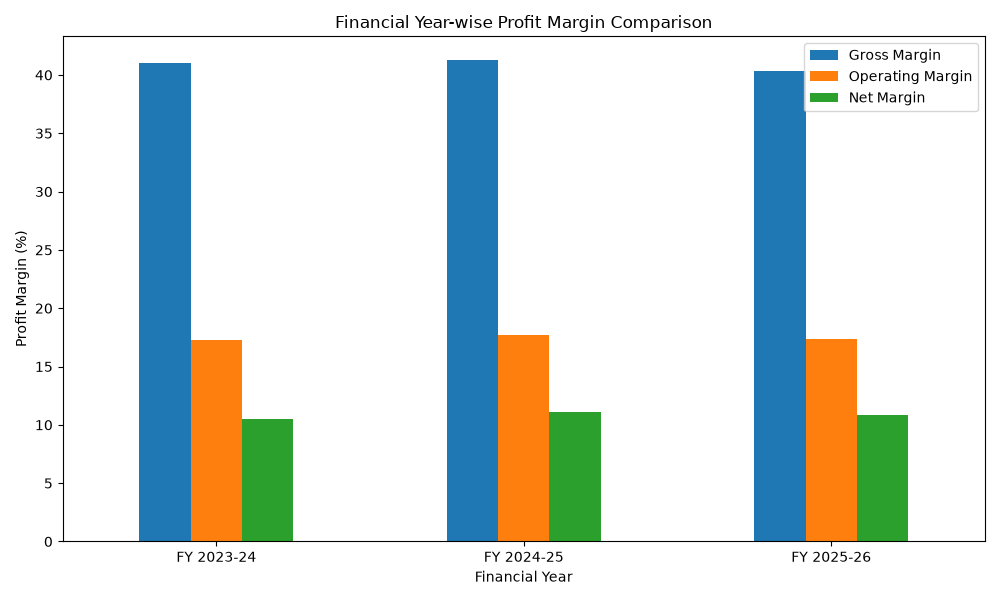 Financial Year-wise Profit Margin Comparison
Gross Margin
Operating Margin
Net Margin
Profit Margin (%)
40
35
30
25
20
15
10
5
0
FY 2023-24
FY 2024-25
FY 2025-26
Financial Year